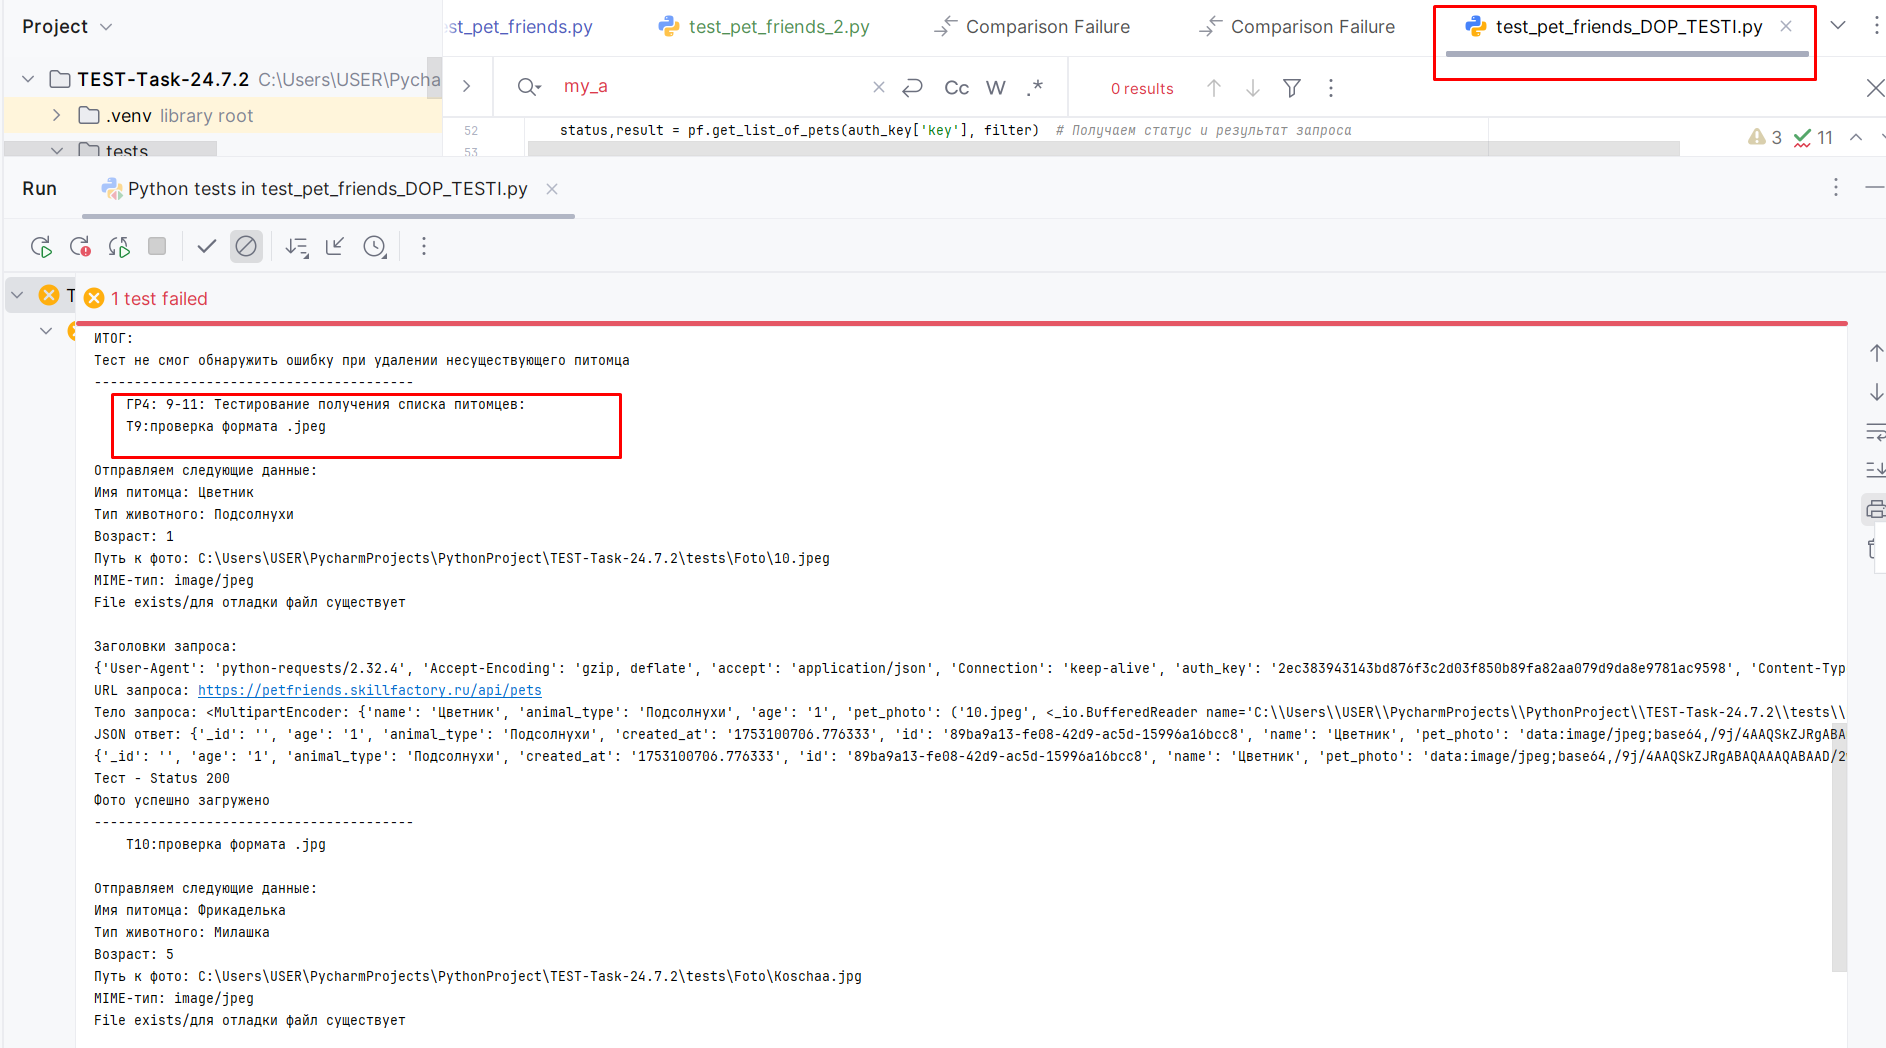 Project
st_pet_friends.py
test_pet_friends_2.py
Comparison Failure
Comparison Failure
test_pet_friends_DOP_TESTI.py
TEST-Task-24.7.2 C:\Users\USER\Pycha
my_a
Cc W .*
0 results
.venv library root
52 status,result = pf.get_list_of_pets(auth_key['key'], filter) # Получаем статус и результат запроса
3 11
tests
53
Run
Python tests in test_pet_friends_DOP_TESTI.py
T
1 test failed
ИТОГ:
Тест не смог обнаружить ошибку при удалении несуществующего питомца
----------------------------------------
ГР4: 9-11: Тестирование получения списка питомцев:
Т9:проверка формата .jpeg
Отправляем следующие данные:
Имя питомца: Цветник
Тип животного: Подсолнухи
Возраст: 1
Путь к фото: C:\Users\USER\PycharmProjects\PythonProject\TEST-Task-24.7.2\tests\Foto\10.jpeg
MIME-тип: image/jpeg
File exists/для отладки файл существует
Заголовки запроса:
{'User-Agent': 'python-requests/2.32.4', 'Accept-Encoding': 'gzip, deflate', 'accept': 'application/json', 'Connection': 'keep-alive', 'auth_key': '2ec383943143bd876f3c2d03f850b89fa82aa079d9da8e9781ac9598', 'Content-Typ
URL запроса: https://petfriends.skillfactory.ru/api/pets
Тело запроса: <MultipartEncoder: {'name': 'Цветник', 'animal_type': 'Подсолнухи', 'age': '1', 'pet_photo': ('10.jpeg', <_io.BufferedReader name='C:\\Users\\USER\\PycharmProjects\\PythonProject\\TEST-Task-24.7.2\\tests\\
JSON ответ: {'_id': '', 'age': '1', 'animal_type': 'Подсолнухи', 'created_at': '1753100706.776333', 'id': '89ba9a13-fe08-42d9-ac5d-15996a16bcc8', 'name': 'Цветник', 'pet_photo': 'data:image/jpeg;base64,/9j/4AAQSkZJRgABA
{'_id': '', 'age': '1', 'animal_type': 'Подсолнухи', 'created_at': '1753100706.776333', 'id': '89ba9a13-fe08-42d9-ac5d-15996a16bcc8', 'name': 'Цветник', 'pet_photo': 'data:image/jpeg;base64,/9j/4AAQSkZJRgABAQAAAQABAAD/2
Тест - Status 200
Фото успешно загружено
----------------------------------------
Т10:проверка формата .jpg
Отправляем следующие данные:
Имя питомца: Фрикаделька
Тип животного: Милашка
Возраст: 5
Путь к фото: C:\Users\USER\PycharmProjects\PythonProject\TEST-Task-24.7.2\tests\Foto\Koschaa.jpg
MIME-тип: image/jpeg
File exists/для отладки файл существует